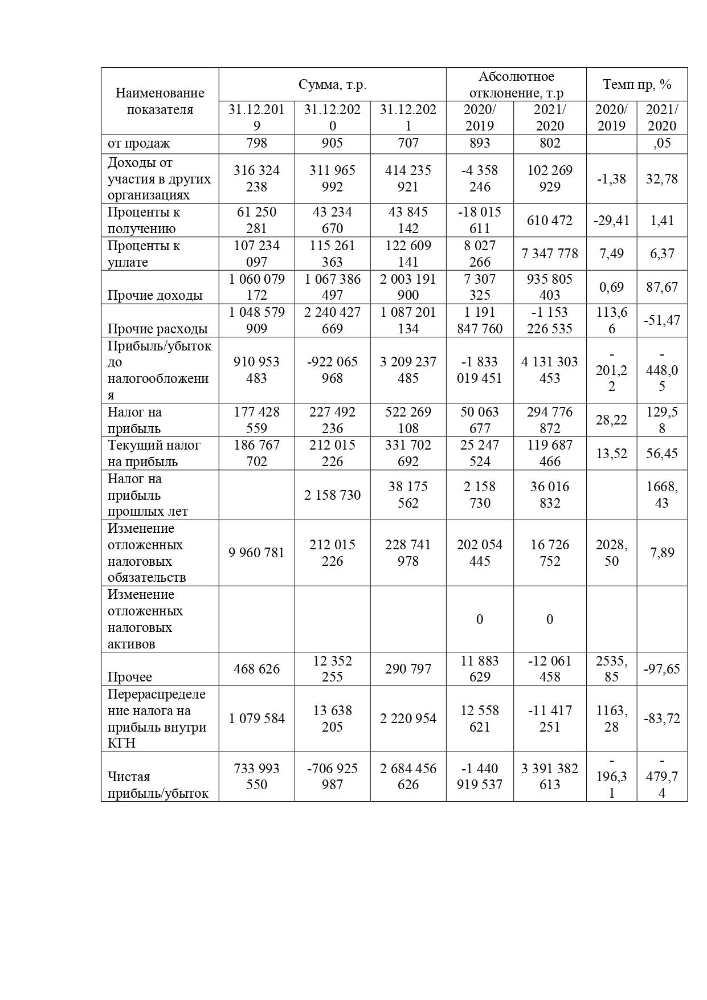 Наименование показателя
Сумма, т.р.
Абсолютное отклонение, т.р
Темп пр, %
31.12.2019
31.12.2020
31.12.2021
2020/2019
2021/2020
2020/2019
2021/2020
от продаж 798 905 707 893 802 ,05
Доходы от участия в других организациях 316 324 238 311 965 992 414 235 921 -4 358 246 102 269 929 -1,38 32,78
Проценты к получению 61 250 281 43 234 670 43 845 142 -18 015 611 610 472 -29,41 1,41
Проценты к уплате 107 234 097 115 261 363 122 609 141 8 027 266 7 347 778 7,49 6,37
Прочие доходы 1 060 079 172 1 067 386 497 2 003 191 900 7 307 325 935 805 403 0,69 87,67
Прочие расходы 1 048 579 909 2 240 427 669 1 087 201 134 1 191 847 760 -1 153 226 535 113,66 -51,47
Прибыль/убыток до налогообложения 910 953 483 -922 065 968 3 209 237 485 -1 833 019 451 4 131 303 453 -201,22 -448,05
Налог на прибыль 177 428 559 227 492 236 522 269 108 50 063 677 294 776 872 28,22 129,58
Текущий налог на прибыль 186 767 702 212 015 226 331 702 692 25 247 524 119 687 466 13,52 56,45
Налог на прибыль прошлых лет 2 158 730 38 175 562 2 158 730 36 016 832 1668,43
Изменение отложенных налоговых обязательств 9 960 781 212 015 226 228 741 978 202 054 445 16 726 752 2028,50 7,89
Изменение отложенных налоговых активов 0 0
Прочее 468 626 12 352 255 290 797 11 883 629 -12 061 458 2535,85 -97,65
Перераспределение налога на прибыль внутри КГН 1 079 584 13 638 205 2 220 954 12 558 621 -11 417 251 1163,28 -83,72
Чистая прибыль/убыток 733 993 550 -706 925 987 2 684 456 626 -1 440 919 537 3 391 382 613 -196,31 -479,74